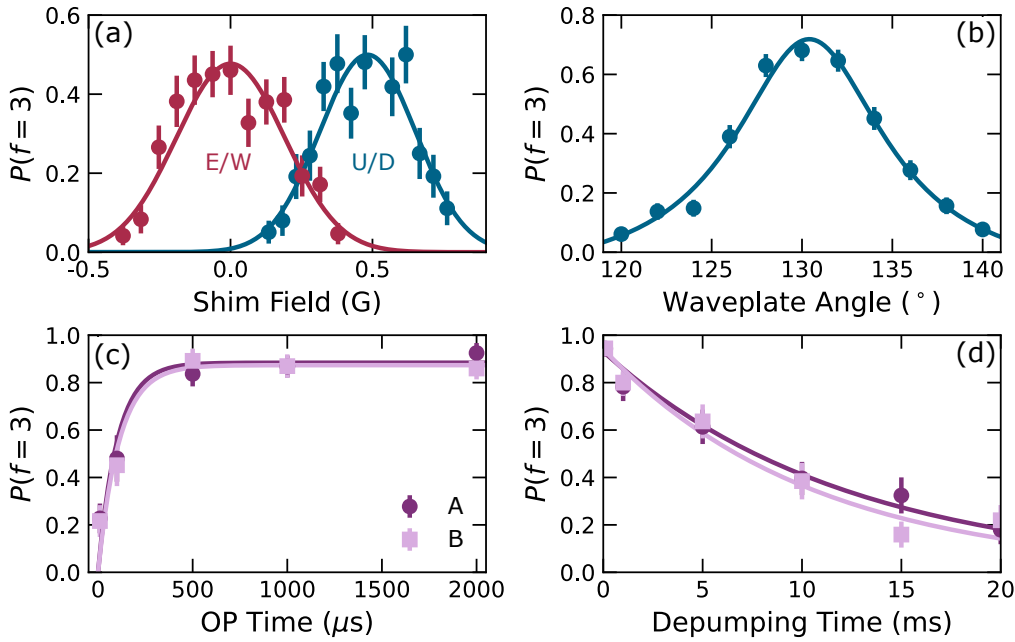 (a)
P(f = 3)
0.6
0.4
0.2
0.0
E/W
U/D
-0.5
0.0
0.5
Shim Field (G)
(b)
P(f = 3)
0.8
0.6
0.4
0.2
0.0
120
125
130
135
140
Waveplate Angle (°)
(c)
P(f = 3)
1.0
0.8
0.6
0.4
0.2
0.0
A
B
0
500
1000
1500
2000
OP Time (μs)
(d)
P(f = 3)
1.0
0.8
0.6
0.4
0.2
0.0
0
5
10
15
20
Depumping Time (ms)